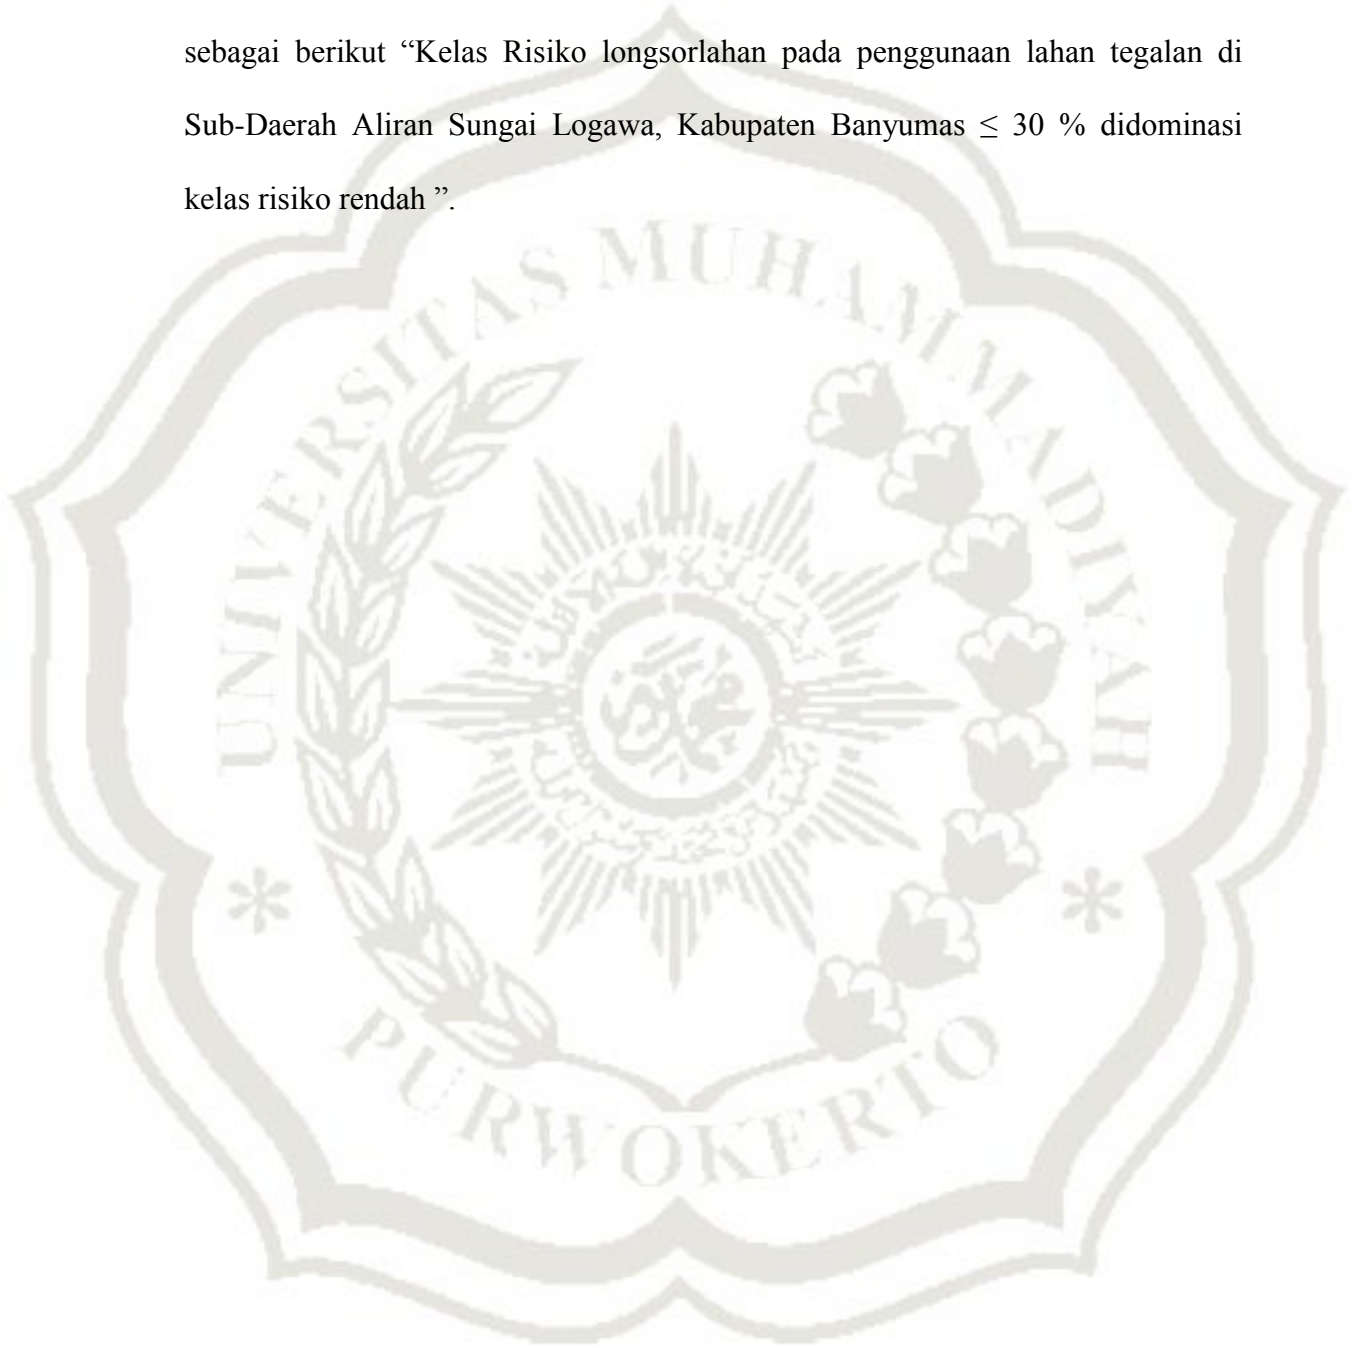 sebagai berikut “Kelas Risiko longsorlahan pada penggunaan lahan tegalan di
Sub-Daerah Aliran Sungai Logawa, Kabupaten Banyumas ≤ 30 % didominasi
kelas risiko rendah ”.
UNIVERSITAS MUHAMMADIYAH
PURWOKERTO